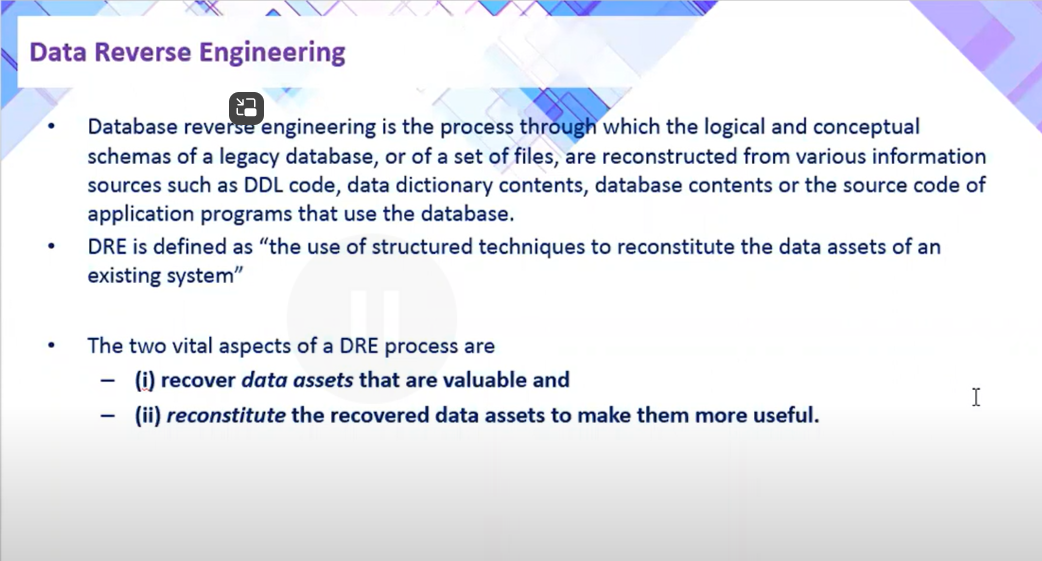 Data Reverse Engineering
• Database reverse engineering is the process through which the logical and conceptual
schemas of a legacy database, or of a set of files, are reconstructed from various information
sources such as DDL code, data dictionary contents, database contents or the source code of
application programs that use the database.
• DRE is defined as “the use of structured techniques to reconstitute the data assets of an
existing system”
• The two vital aspects of a DRE process are
– (i) recover data assets that are valuable and
– (ii) reconstitute the recovered data assets to make them more useful.